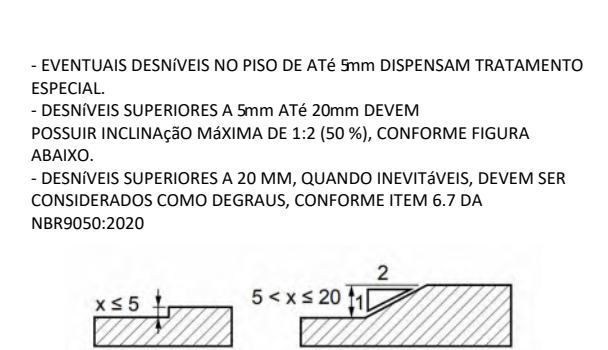 - EVENTUAIS DESNíVEIS NO PISO DE ATé 5mm DISPENSAM TRATAMENTO
ESPECIAL.
- DESNíVEIS SUPERIORES A 5mm ATé 20mm DEVEM
POSSUIR INCLINAçãO MáXIMA DE 1:2 (50 %), CONFORME FIGURA
ABAIXO.
- DESNíVEIS SUPERIORES A 20 MM, QUANDO INEVITáVEIS, DEVEM SER
CONSIDERADOS COMO DEGRAUS, CONFORME ITEM 6.7 DA
NBR9050:2020
2
x ≤ 5
5 < x ≤ 20
1